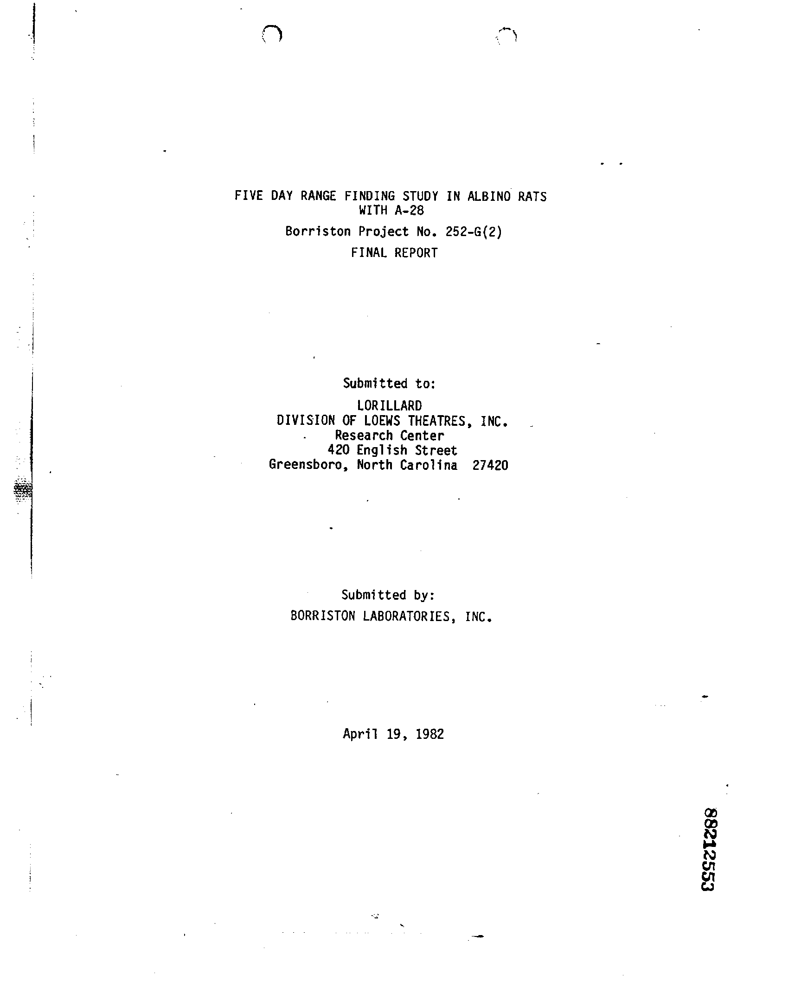 FIVE DAY RANGE FINDING STUDY IN ALBINO RATS
WITH A-28
Borriston Project No. 252-G(2)
FINAL REPORT
Submitted to:
LORILLARD
DIVISION OF LOEWS THEATRES, INC.
Research Center
420 English Street
Greensboro, North Carolina 27420
Submitted by:
BORRISTON LABORATORIES, INC.
April 19, 1982
88212553